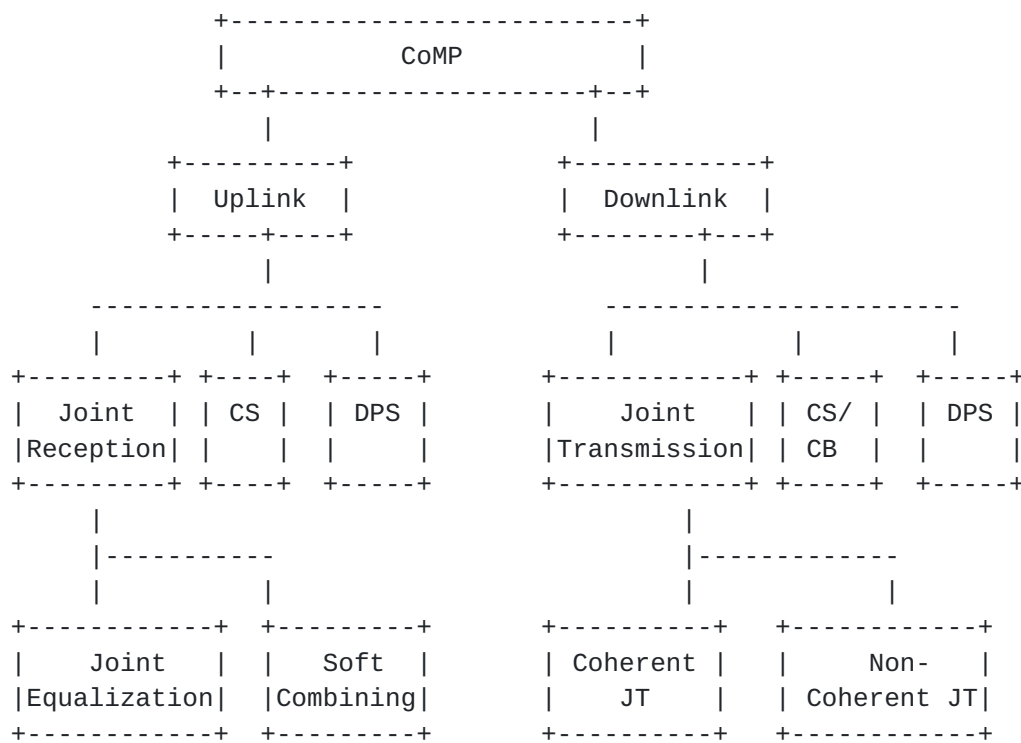 CoMP
Uplink Downlink
Joint CS DPS Joint CS/ DPS
Reception Transmission CB
Joint Soft Coherent Non-
Equalization Combining JT Coherent JT